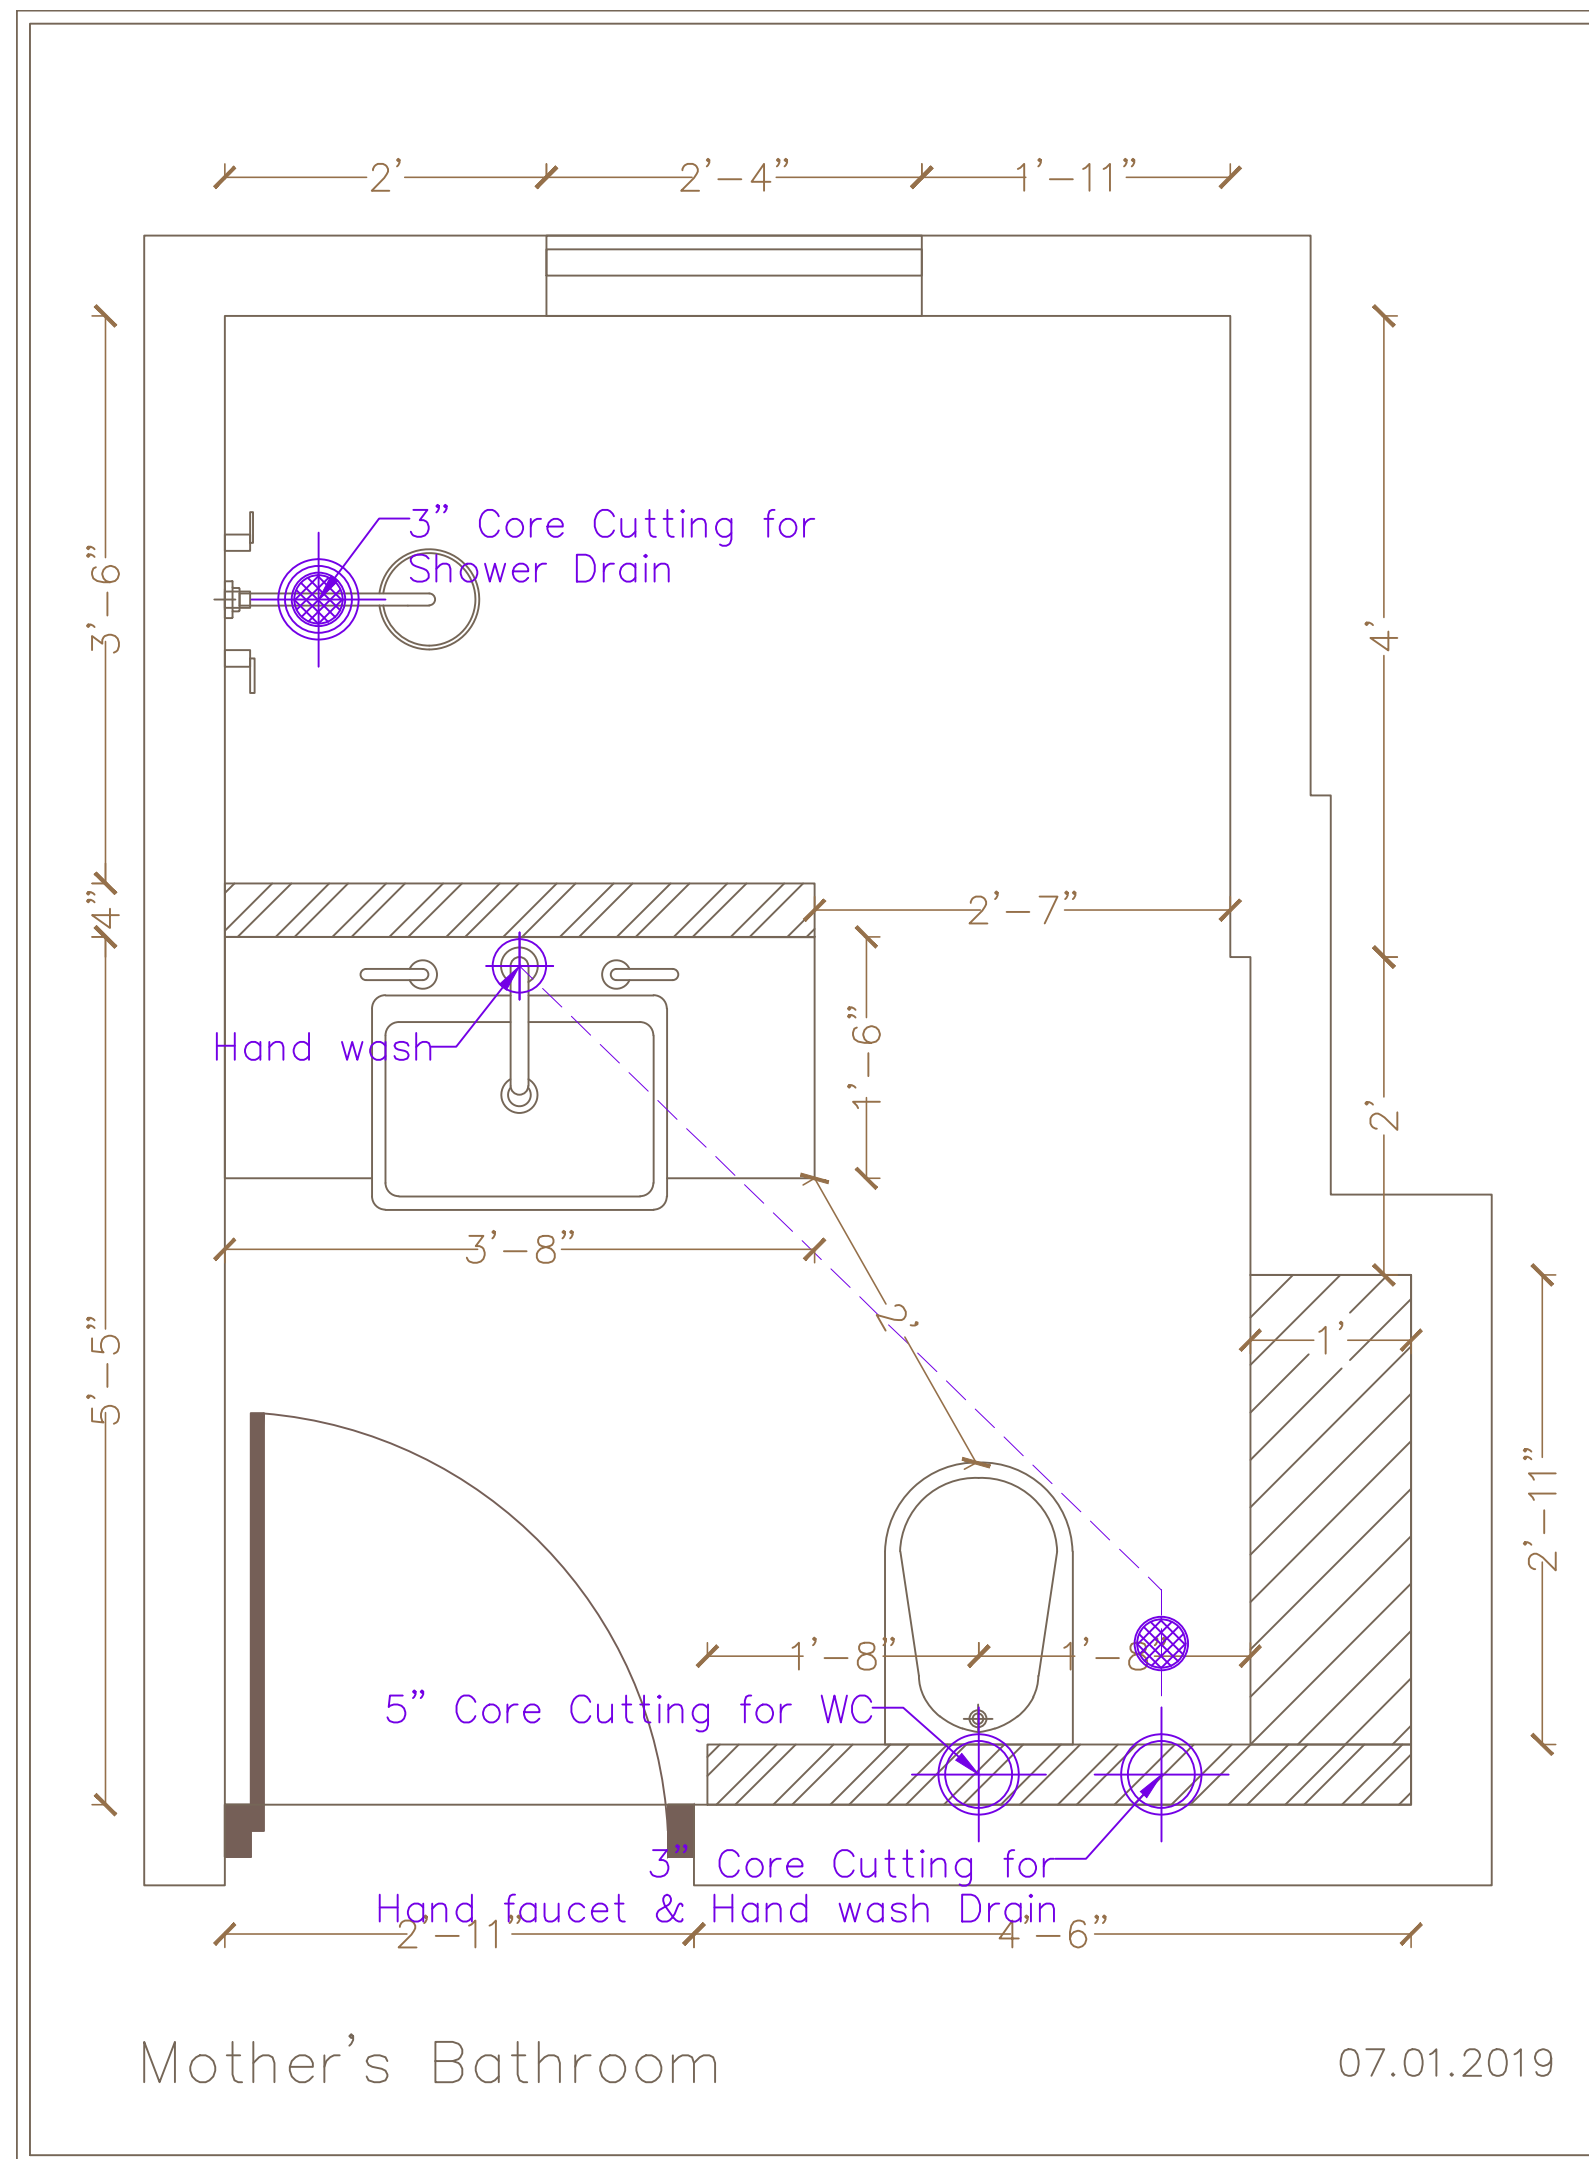 2' 2'-4" 1'-11"
3'-6"
4'
3" Core Cutting for
Shower Drain
4"
2'-7"
Hand wash
1'-6"
2'
3'-8"
2'
1'
5'-5"
2'-11"
1'-8" 1'-8"
5" Core Cutting for WC
3" Core Cutting for
Hand faucet & Hand wash Drain
2'-11" 4'-6"
Mother's Bathroom
07.01.2019